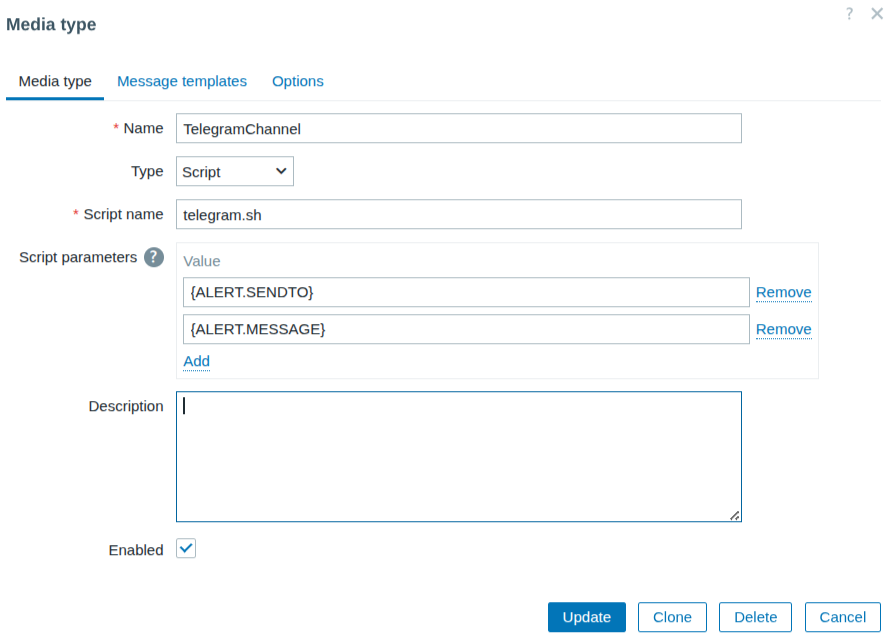 Media type
?
Media type Message templates Options
* Name TelegramChannel
Type Script
* Script name telegram.sh
Script parameters ? Value
{ALERT.SENDTO} Remove
{ALERT.MESSAGE} Remove
Add
Description
Enabled
Update Clone Delete Cancel